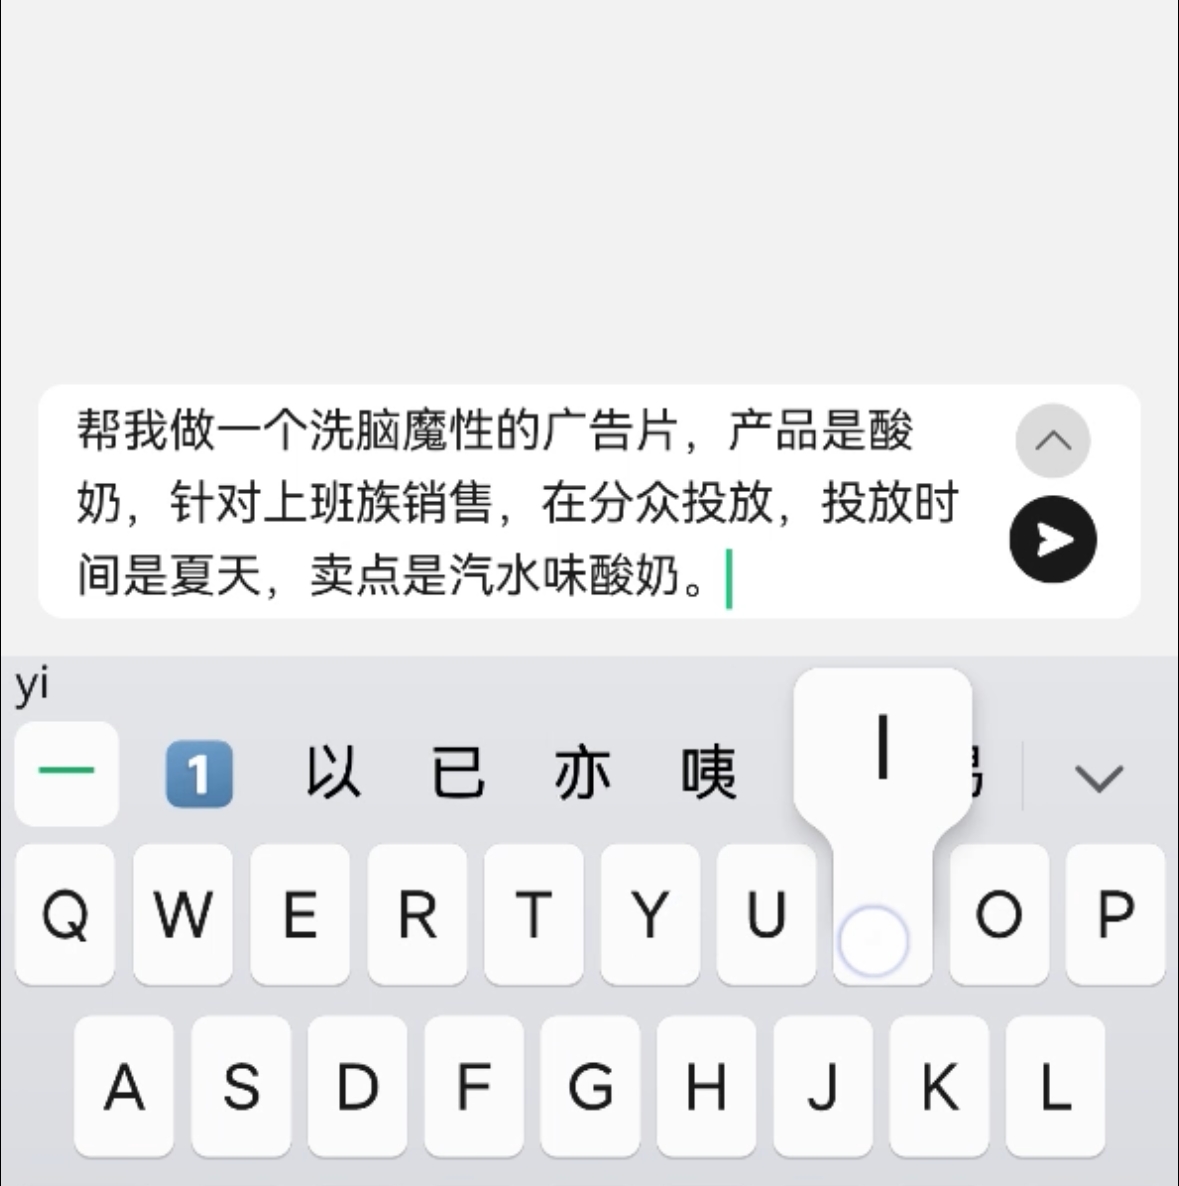 帮我做一个洗脑魔性的广告片，产品是酸
奶，针对上班族销售，在分众投放，投放时
间是夏天，卖点是汽水味酸奶。
yi
一 1 以 已 亦 咦
I
Q W E R T Y U O P
A S D F G H J K L